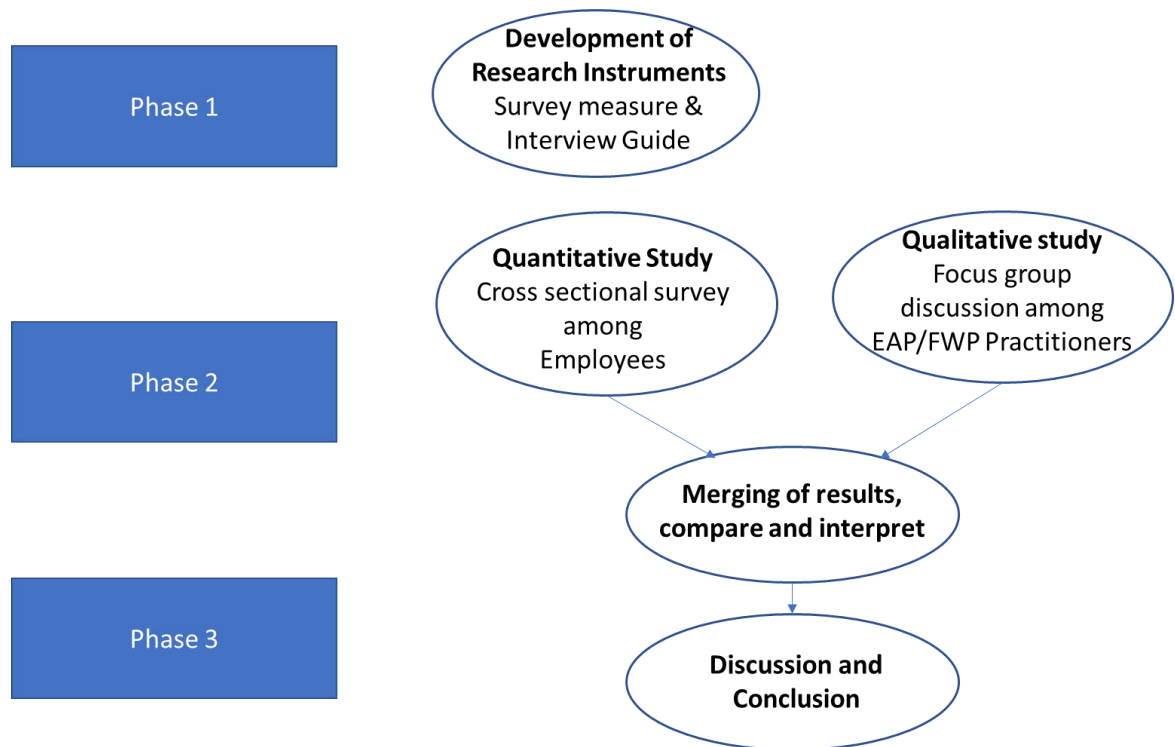 Phase 1
Development of
Research Instruments
Survey measure &
Interview Guide
Phase 2
Quantitative Study
Cross sectional survey
among
Employees
Qualitative study
Focus group
discussion among
EAP/FWP Practitioners
Merging of results,
compare and interpret
Phase 3
Discussion and
Conclusion